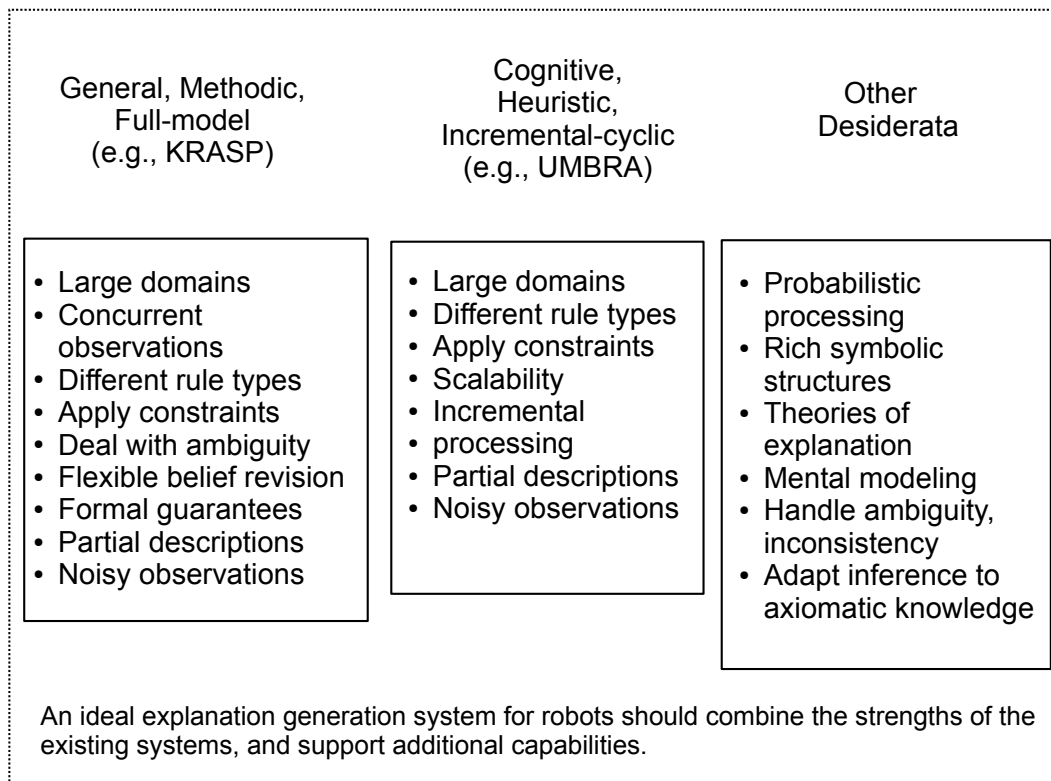 General, Methodic,
Full-model
(e.g., KRASP)
Cognitive,
Heuristic,
Incremental-cyclic
(e.g., UMBRA)
Other
Desiderata
• Large domains
• Concurrent
observations
• Different rule types
• Apply constraints
• Deal with ambiguity
• Flexible belief revision
• Formal guarantees
• Partial descriptions
• Noisy observations
• Large domains
• Different rule types
• Apply constraints
• Scalability
• Incremental
• processing
• Partial descriptions
• Noisy observations
• Probabilistic
processing
• Rich symbolic
structures
• Theories of
explanation
• Mental modeling
• Handle ambiguity,
inconsistency
• Adapt inference to
axiomatic knowledge
An ideal explanation generation system for robots should combine the strengths of the
existing systems, and support additional capabilities.